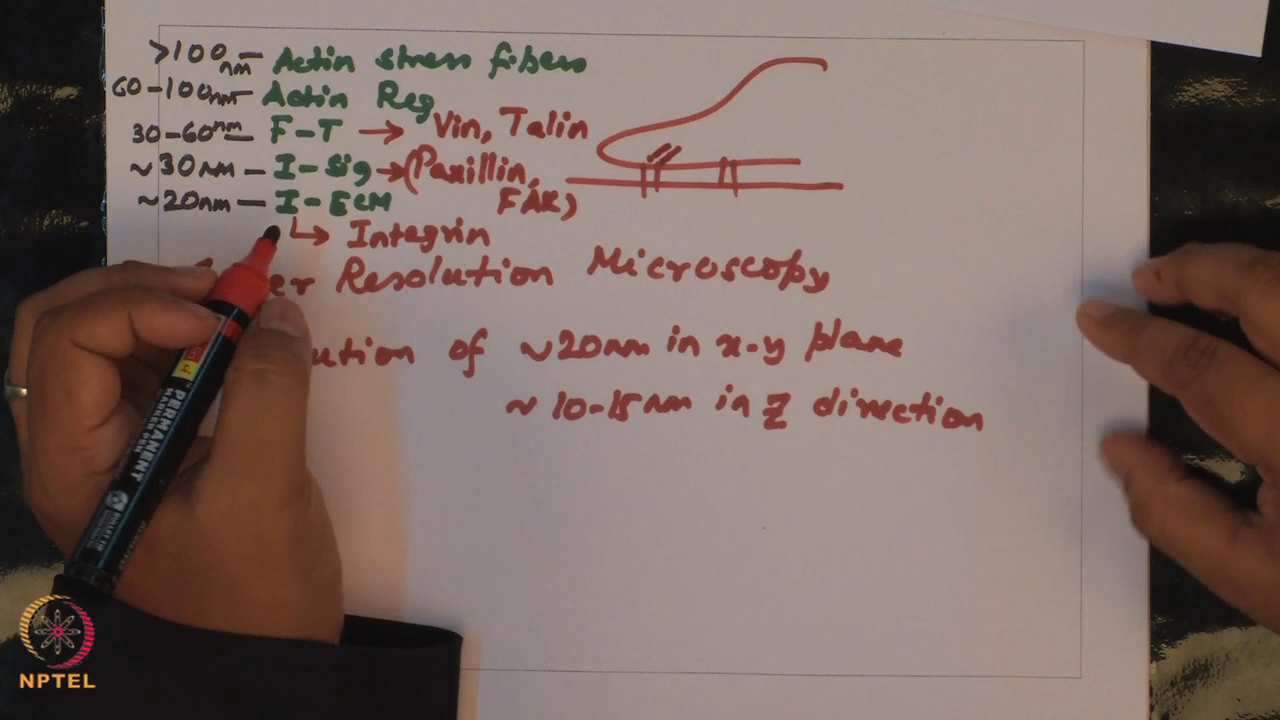 >100nm — Actin stress fibers
60-100nm — Actin Reg
30-60nm — F-T → Vin, Talin
~30nm — I-Sig → (Paxillin,
~20nm — I-ECM FAK)
↳ Integrin
Resolution Microscopy
of ~20nm in x-y plane
~ 10-15nm in Z direction
PERMANENT
NPTEL